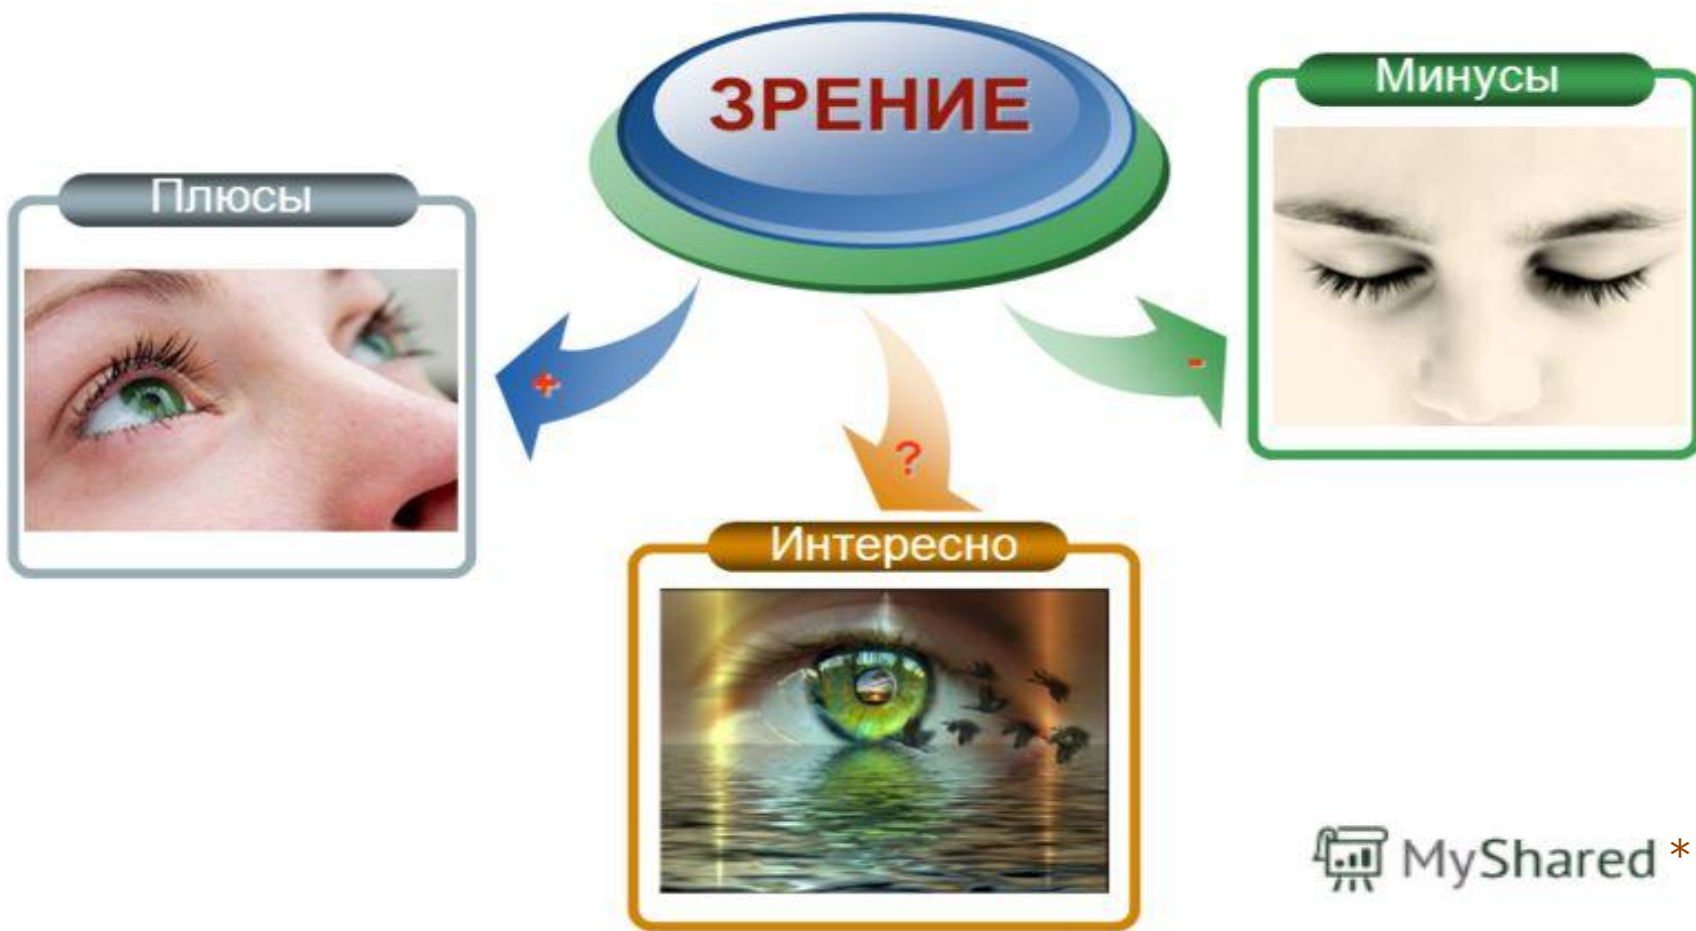 ЗРЕНИЕ
Минусы
Плюсы
+
-
?
Интересно
MyShared *